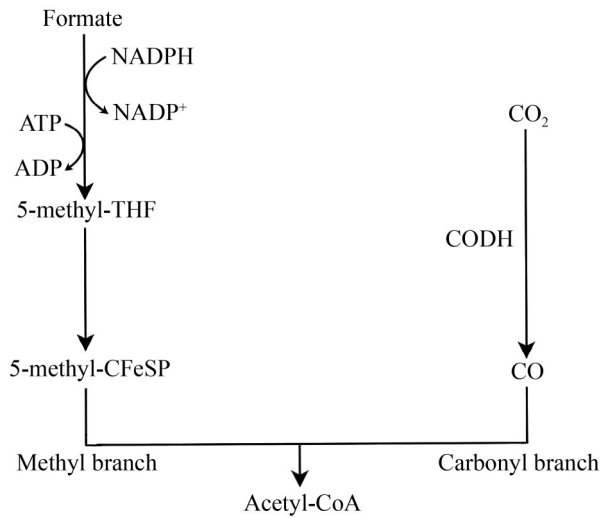 Formate
NADPH
NADP⁺
ATP
ADP
5-methyl-THF
5-methyl-CFeSP
Methyl branch
CO₂
CODH
CO
Carbonyl branch
Acetyl-CoA